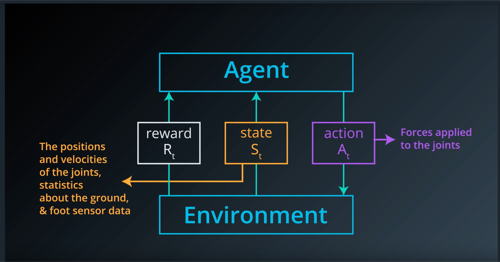 Agent
reward
R_t
state
S_t
action
A_t
Forces applied
to the joints
The positions
and velocities
of the joints,
statistics
about the ground,
& foot sensor data
Environment